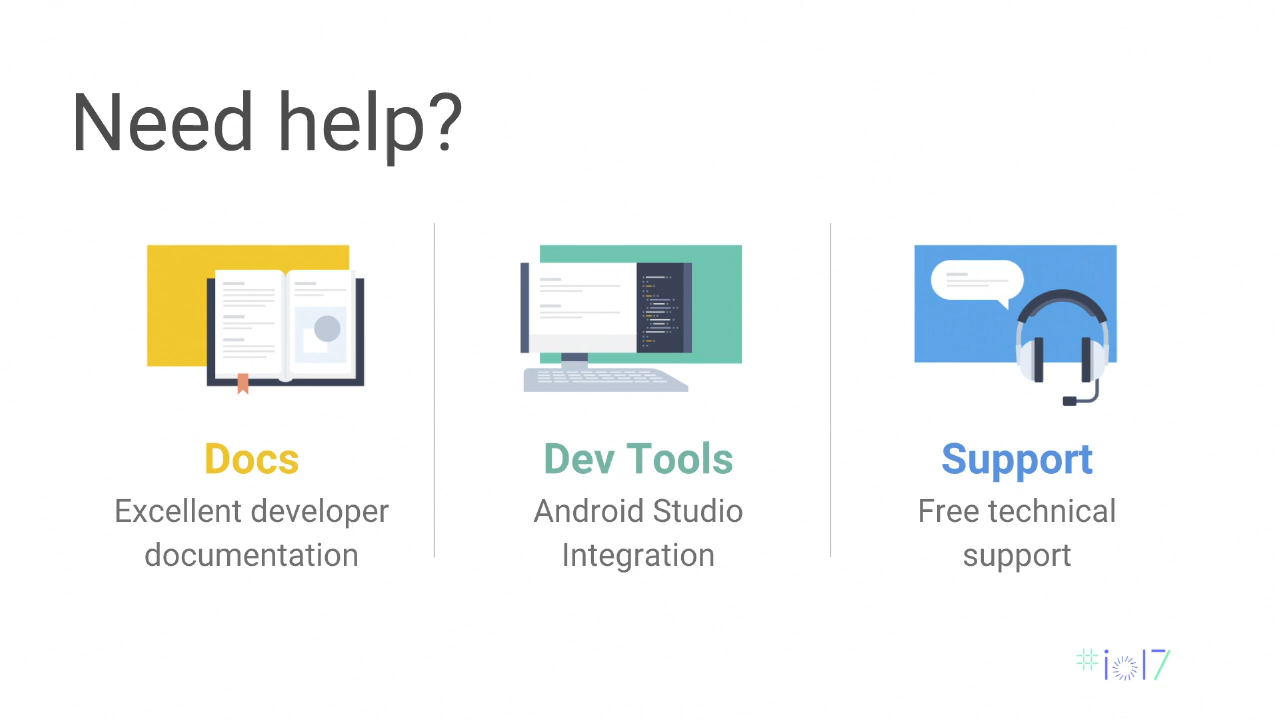 Need help?
Docs
Excellent developer
documentation
Dev Tools
Android Studio
Integration
Support
Free technical
support
#io17